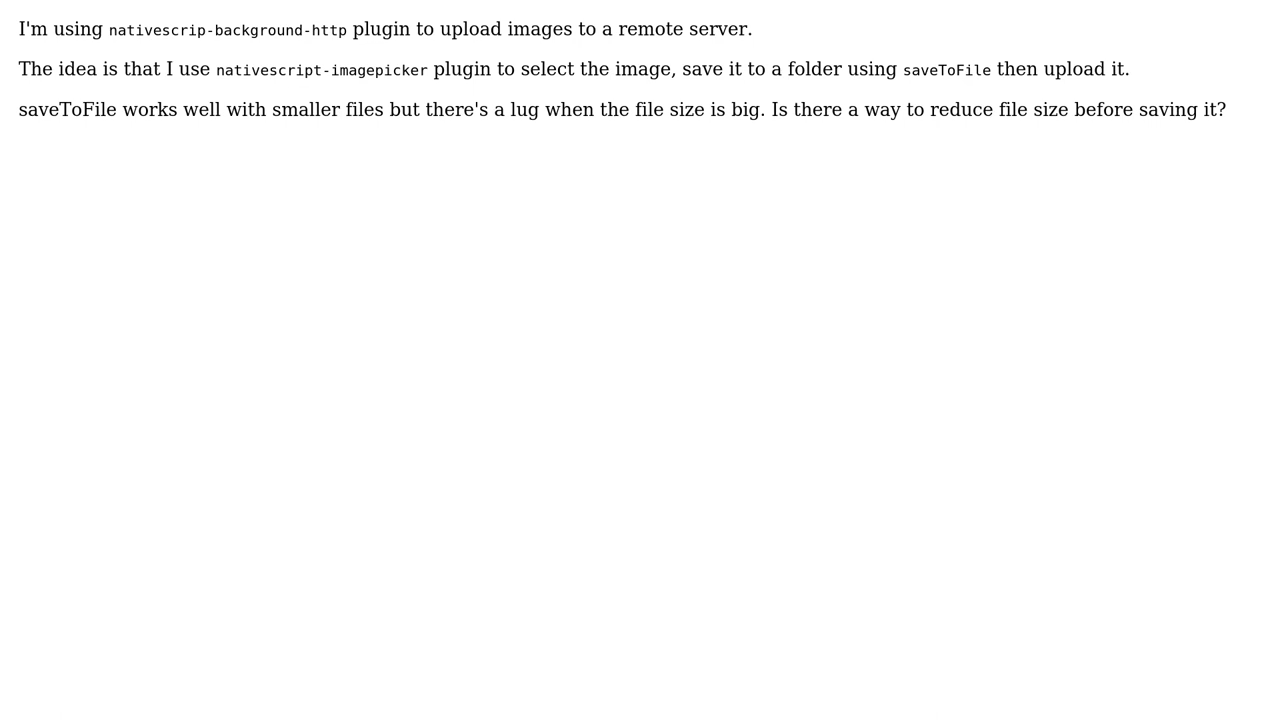 I'm using nativescrip-background-http plugin to upload images to a remote server.
The idea is that I use nativescript-imagepicker plugin to select the image, save it to a folder using saveToFile then upload it.
saveToFile works well with smaller files but there's a lug when the file size is big. Is there a way to reduce file size before saving it?